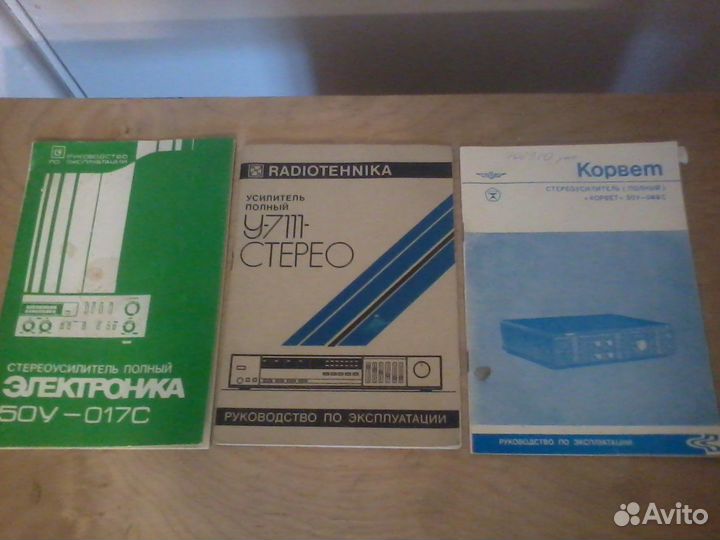 РУКОВОДСТВО
ПО ЭКСПЛУАТАЦИИ
СТЕРЕОУСИЛИТЕЛЬ ПОЛНЫЙ
ЭЛЕКТРОНИКА
50У-017С
RADIOTEHNIKA
УСИЛИТЕЛЬ
ПОЛНЫЙ
У-7111-
СТЕРЕО
РУКОВОДСТВО ПО ЭКСПЛУАТАЦИИ
Корвет
СТЕРЕОУСИЛИТЕЛЬ (ПОЛНЫЙ)
«КОРВЕТ»
РУКОВОДСТВО ПО ЭКСПЛУАТАЦИИ
Avito